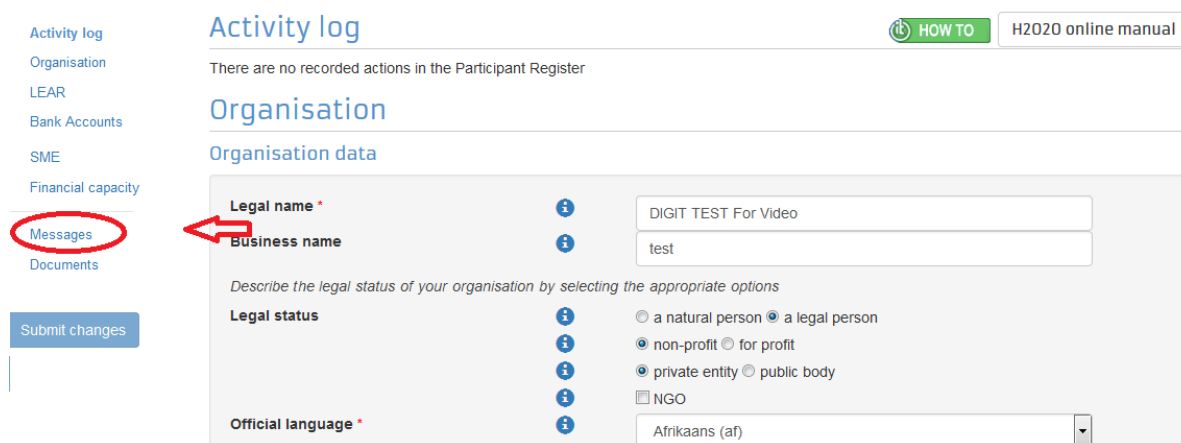 Activity log
Organisation
LEAR
Bank Accounts
SME
Financial capacity
Messages
Documents
Submit changes
Activity log
HOW TO
H2020 online manual
There are no recorded actions in the Participant Register
Organisation
Organisation data
Legal name *
DIGIT TEST For Video
Business name
test
Describe the legal status of your organisation by selecting the appropriate options
Legal status
a natural person a legal person
non-profit for profit
private entity public body
NGO
Official language *
Afrikaans (af)